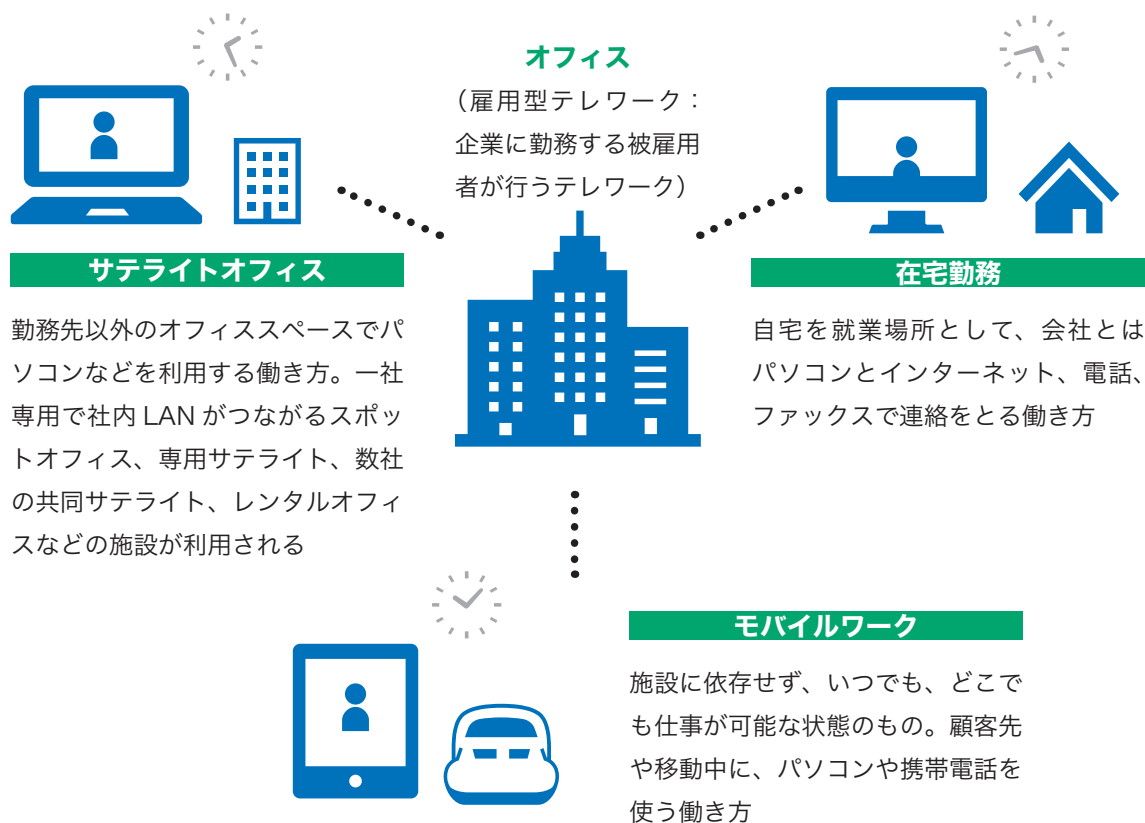 オフィス
（雇用型テレワーク：
企業に勤務する被雇用
者が行うテレワーク）
サテライトオフィス
勤務先以外のオフィススペースでパ
ソコンなどを利用する働き方。一社
専用で社内 LAN がつながるスポッ
トオフィス、専用サテライト、数社
の共同サテライト、レンタルオフィ
スなどの施設が利用される
在宅勤務
自宅を就業場所として、会社とは
パソコンとインターネット、電話、
ファックスで連絡をとる働き方
モバイルワーク
施設に依存せず、いつでも、どこで
も仕事が可能な状態のもの。顧客先
や移動中に、パソコンや携帯電話を
使う働き方